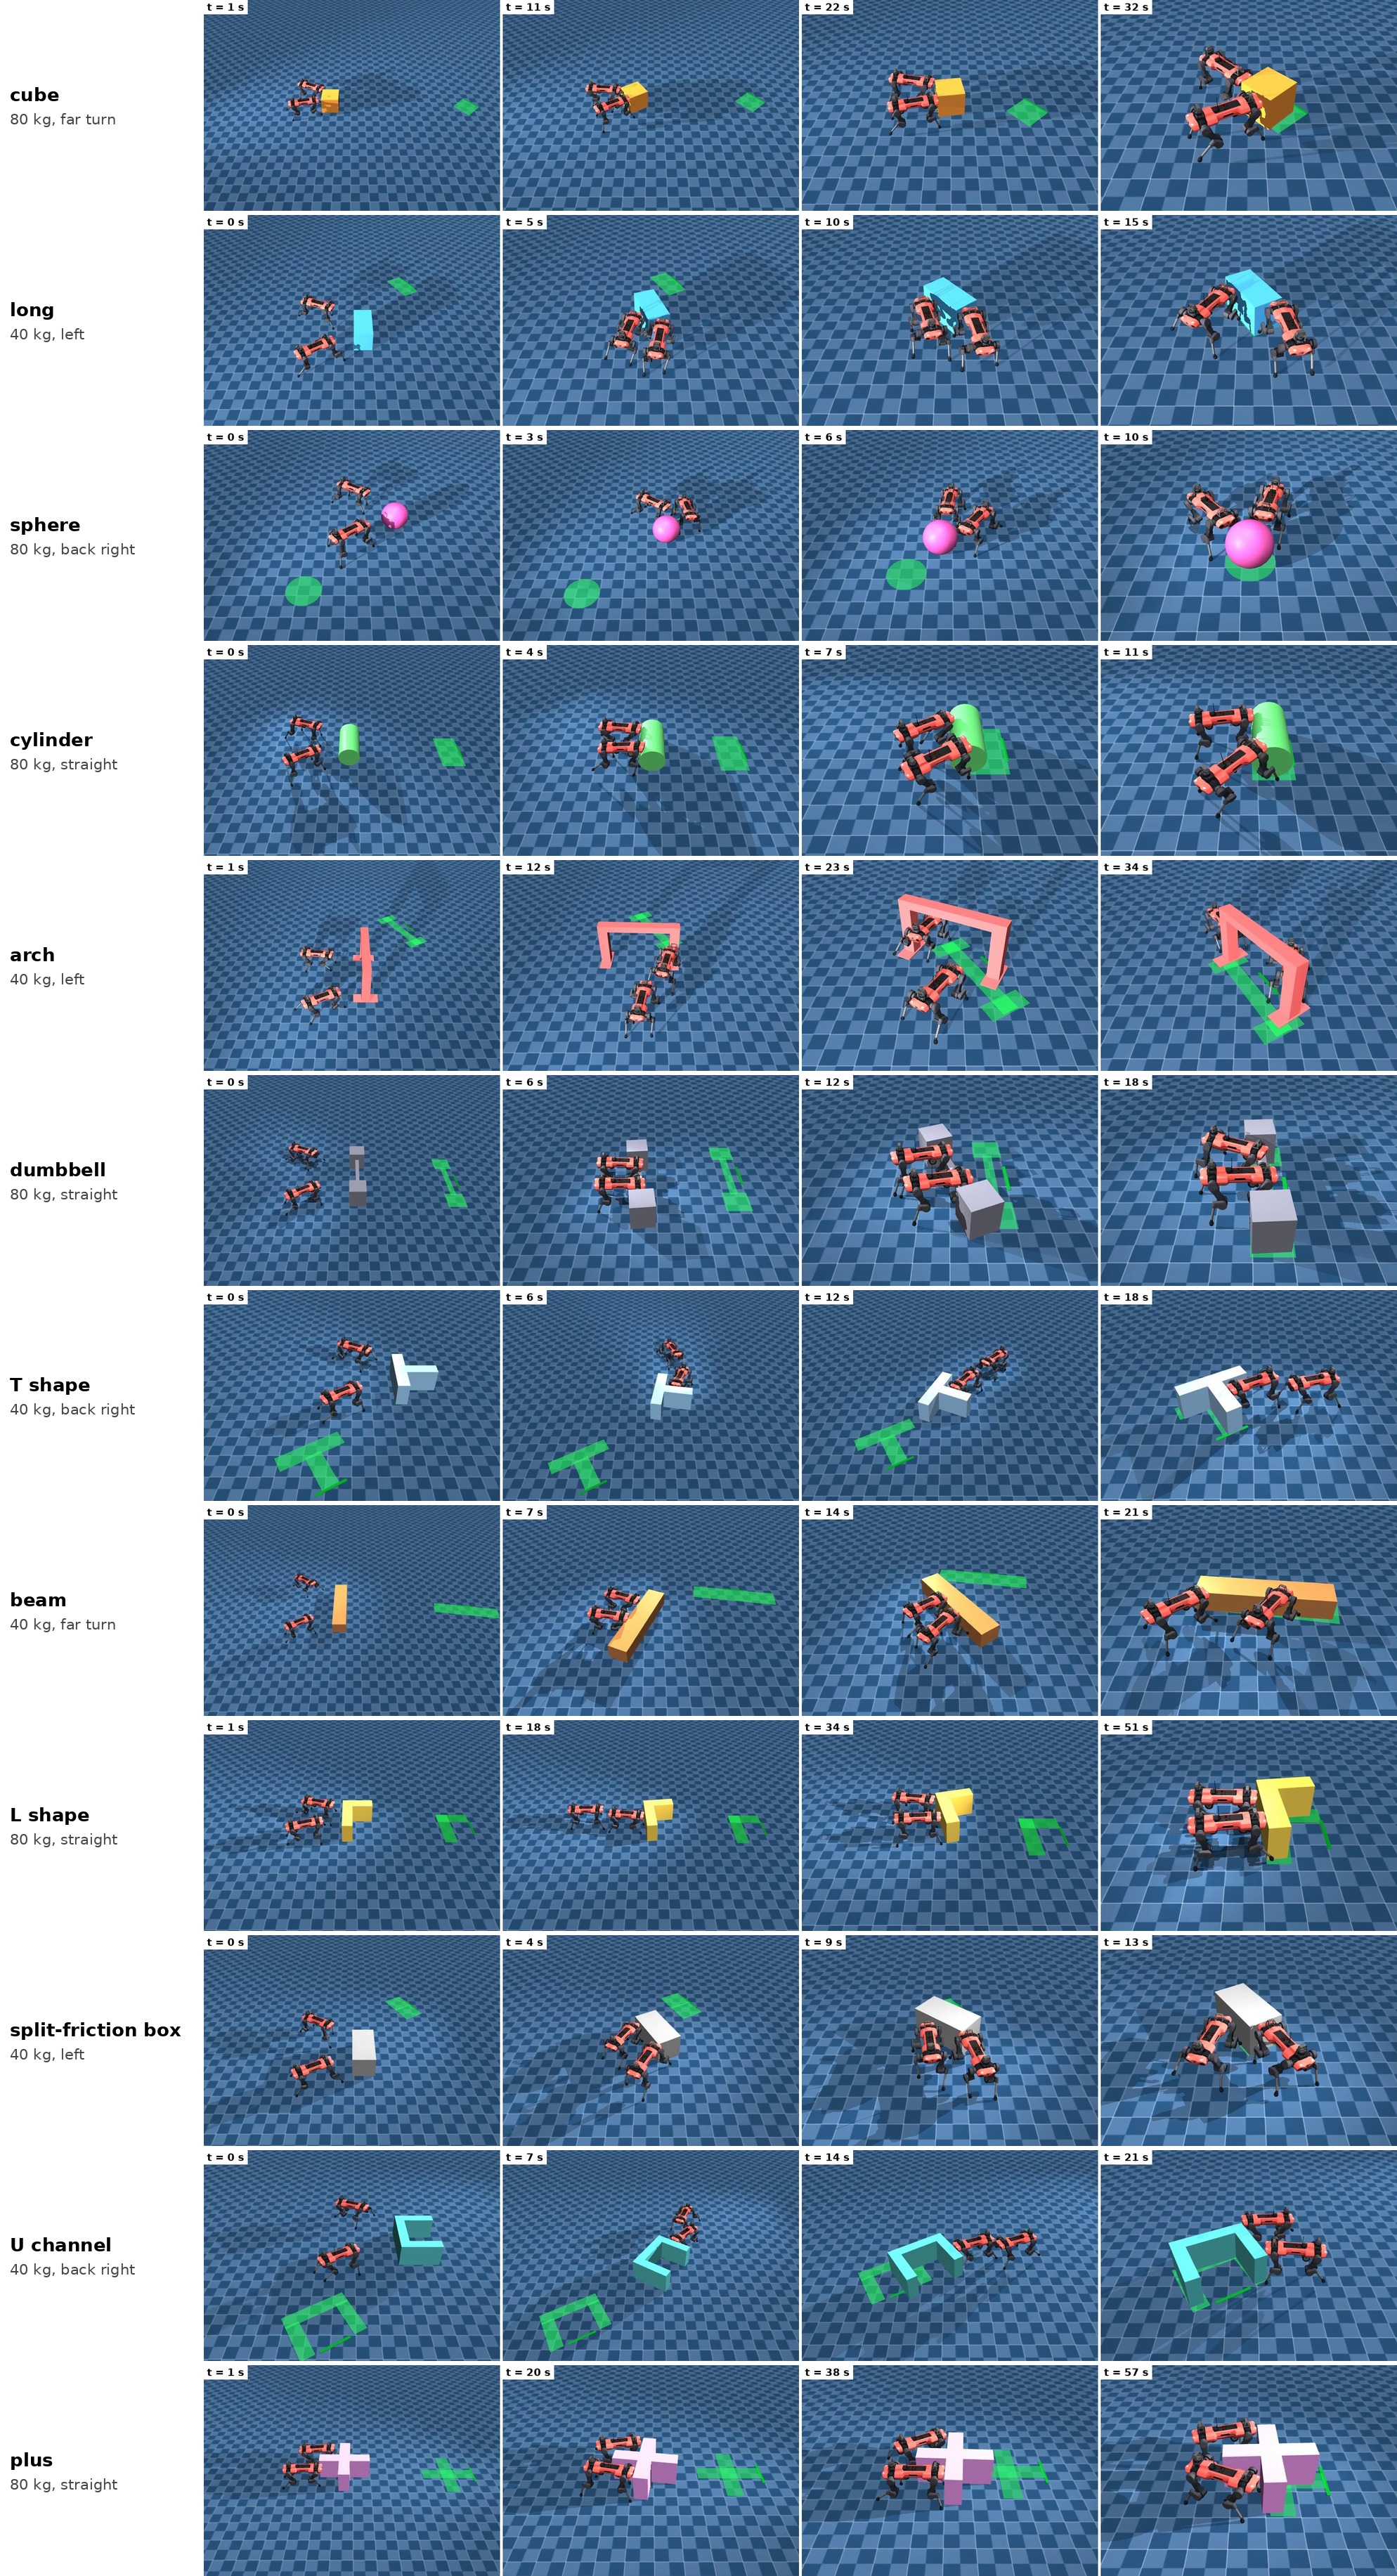 t = 1 s
t = 11 s
t = 22 s
t = 32 s
cube
80 kg, far turn
t = 0 s
t = 5 s
t = 10 s
t = 15 s
long
40 kg, left
t = 0 s
t = 3 s
t = 6 s
t = 10 s
sphere
80 kg, back right
t = 0 s
t = 4 s
t = 7 s
t = 11 s
cylinder
80 kg, straight
t = 1 s
t = 12 s
t = 23 s
t = 34 s
arch
40 kg, left
t = 0 s
t = 6 s
t = 12 s
t = 18 s
dumbbell
80 kg, straight
t = 0 s
t = 6 s
t = 12 s
t = 18 s
T shape
40 kg, back right
t = 0 s
t = 7 s
t = 14 s
t = 21 s
beam
40 kg, far turn
t = 1 s
t = 18 s
t = 34 s
t = 51 s
L shape
80 kg, straight
t = 0 s
t = 4 s
t = 9 s
t = 13 s
split-friction box
40 kg, left
t = 0 s
t = 7 s
t = 14 s
t = 21 s
U channel
40 kg, back right
t = 1 s
t = 20 s
t = 38 s
t = 57 s
plus
80 kg, straight